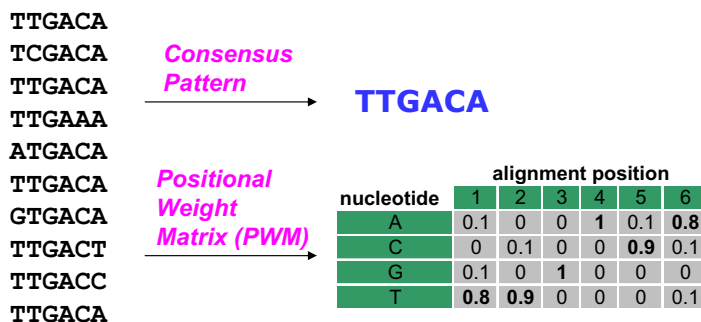 TTGACA
TCGACA
TTGACA
TTGAAA
ATGACA
TTGACA
GTGACA
TTGACT
TTGACC
TTGACA
Consensus
Pattern
TTGACA
Positional
Weight
Matrix (PWM)
alignment position
nucleotide 1 2 3 4 5 6
A 0.1 0 0 1 0.1 0.8
C 0 0.1 0 0 0.9 0.1
G 0.1 0 1 0 0 0
T 0.8 0.9 0 0 0 0.1